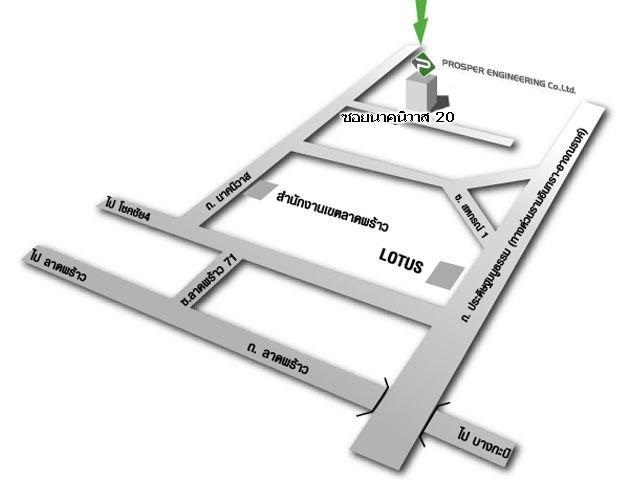 PROSPER ENGINEERING Co.Ltd.
ซอยนาคนิวาส 20
ถ. นาคนิวาส
สำนักงานเขตลาดพร้าว
ซ. สหกรณ์ 1
ถ. ประดิษฐ์มนูธรรม (ทางด่วนรามอินทรา-อาจณรงค์)
ไป โชคชัย4
LOTUS
ไป ลาดพร้าว
ซ.ลาดพร้าว 71
ถ. ลาดพร้าว
ไป บางกะปิ